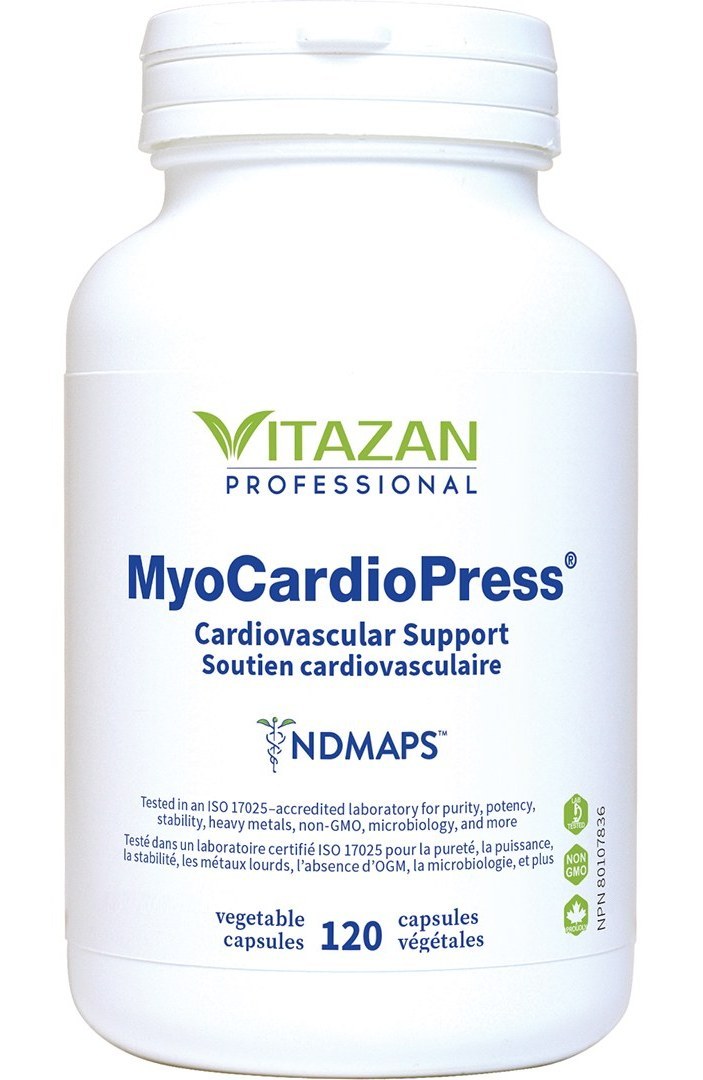 VITAZAN
PROFESSIONAL
MyoCardioPress®
Cardiovascular Support
Soutien cardiovasculaire
NDMAPS™
Tested in an ISO 17025–accredited laboratory for purity, potency,
stability, heavy metals, non-GMO, microbiology, and more
Testé dans un laboratoire certifié ISO 17025 pour la pureté, la puissance,
la stabilité, les métaux lourds, l’absence d’OGM, la microbiologie, et plus
LAB
TESTED
NON
GMO
PROUDLY
NPN 80107836
vegetable
capsules
120
capsules
végétales